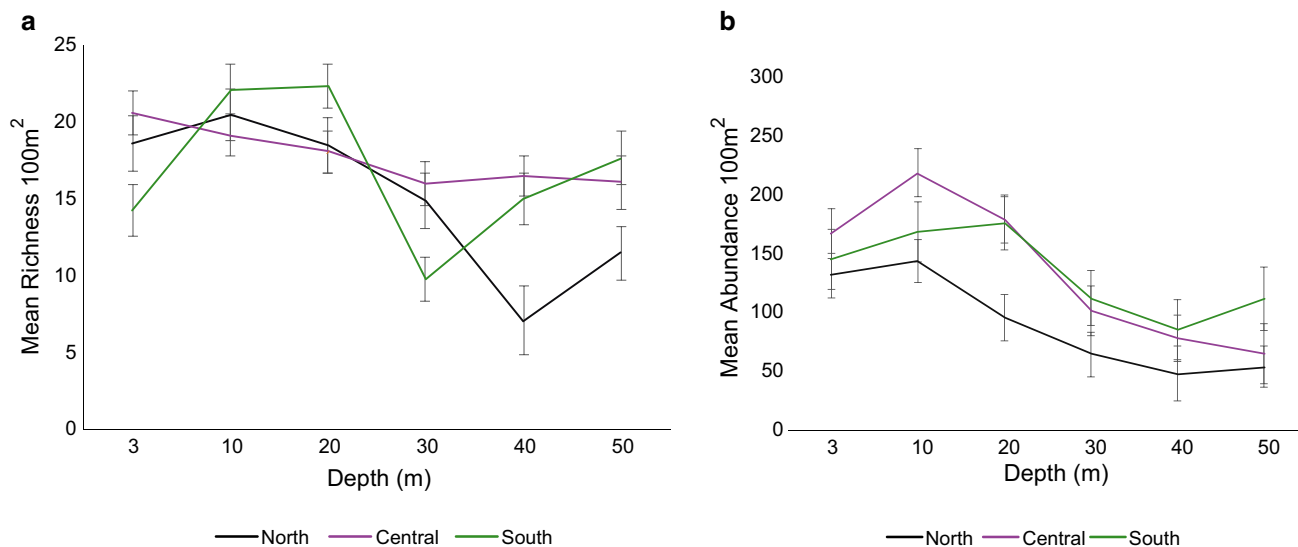 a
Mean Richness 100m²
25
20
15
10
5
0
3 10 20 30 40 50
Depth (m)
North Central South
b
Mean Abundance 100m²
300
250
200
150
100
50
0
3 10 20 30 40 50
Depth (m)
North Central South